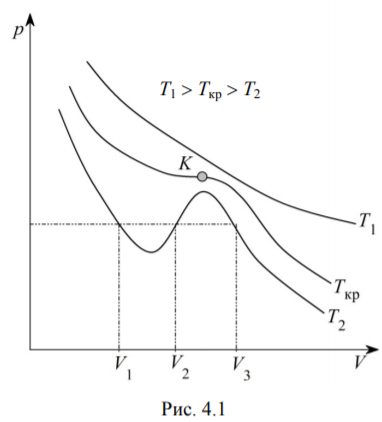 p
T₁ > Tкр > T₂
K
T₁
Tкр
T₂
V₁ V₂ V₃ V
Рис. 4.1